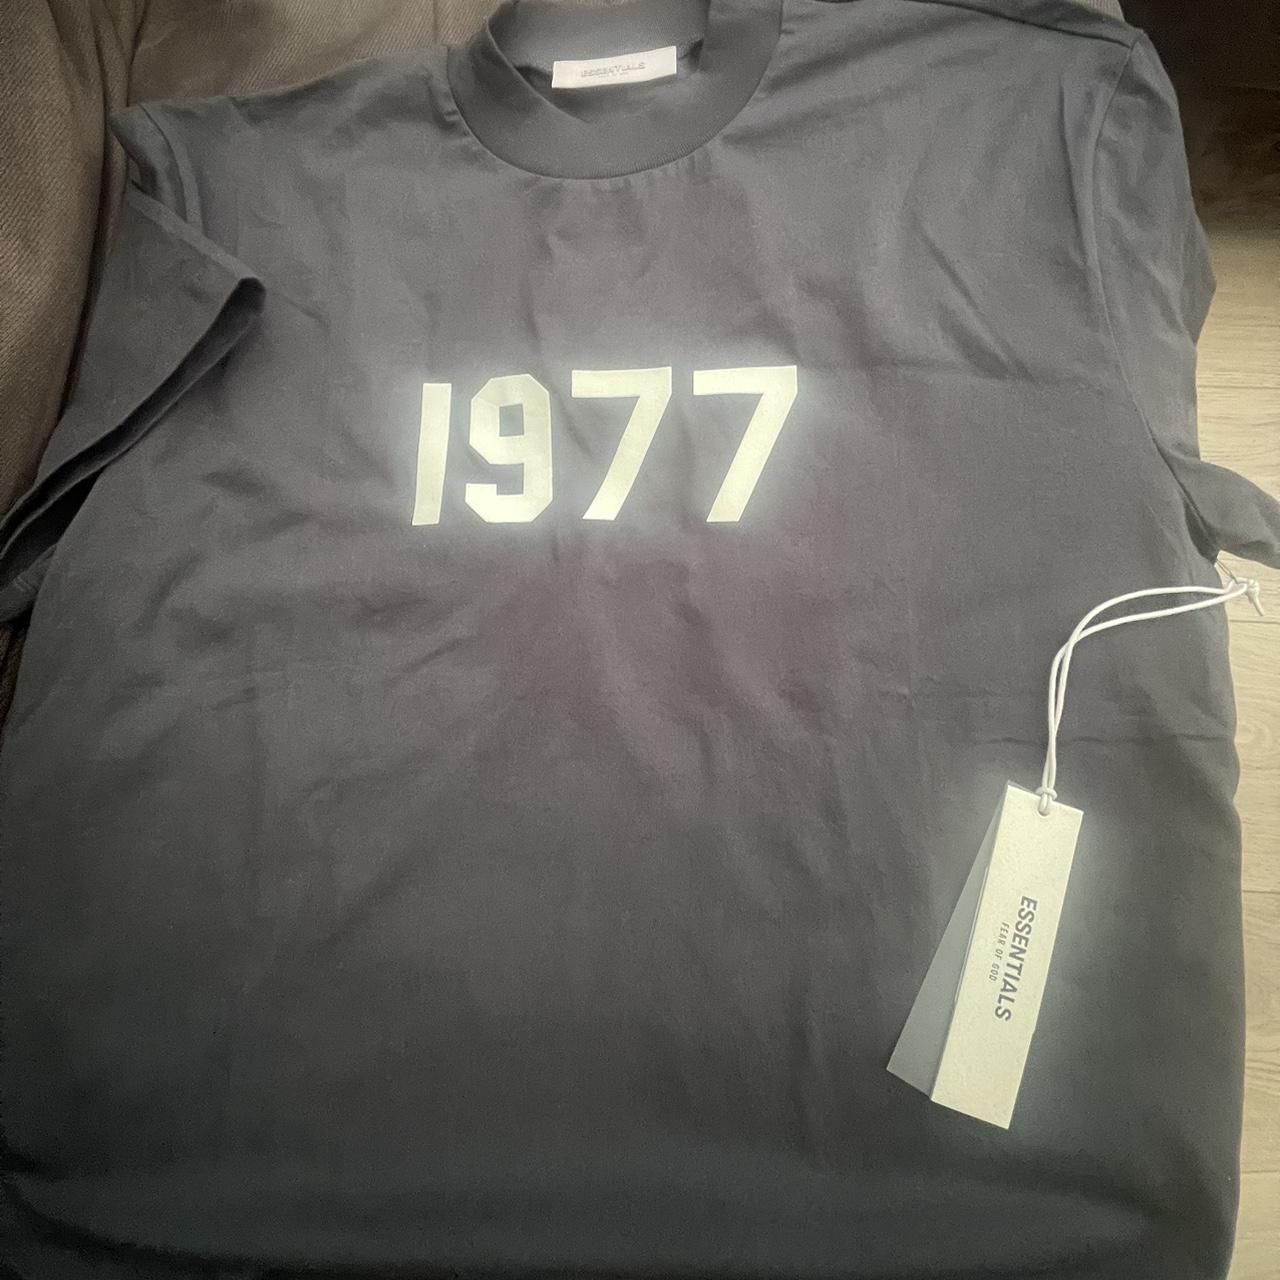 ESSENTIALS
1977
ESSENTIALS
FEAR OF GOD